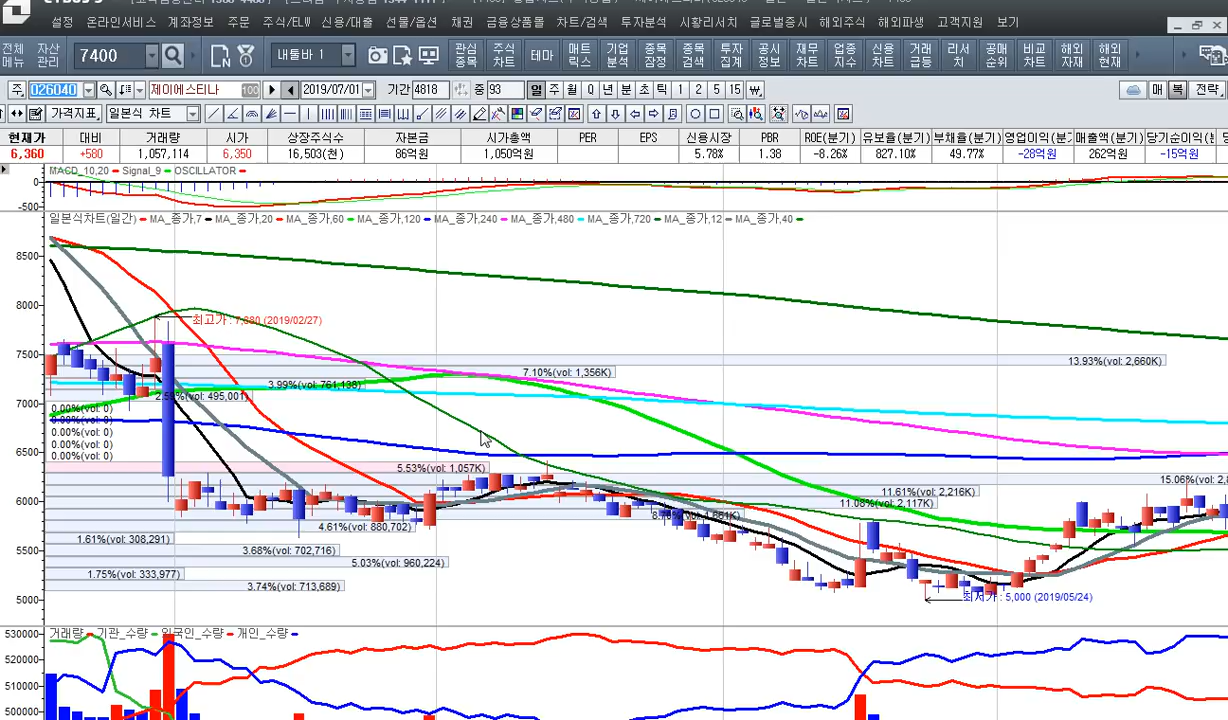 설정 온라인서비스 계좌정보 주문 주식/ELW 신용/대출 선물/옵션 채권 금융상품몰 차트/검색 투자분석 시황리서치 글로벌증시 해외주식 해외파생 고객지원 보기
전체메뉴 자산관리 7400 내툴바 1 관심종목 주식차트 테마 매트릭스 기업분석 종목잠정 종목검색 투자집계 공시정보 재무차트 업종지수 신용차트 거래급등 리서치 공매순위 비교차트 해외자재 해외현재
주 026040 제이에스티나 100 2019/07/01 기간 4818 중 93 일 주 월 Q 년 분 초 틱 1 2 3 5 15 매 복 전략
가격지표 일본식 차트
현재가 대비 거래량 시가 상장주식수 자본금 시가총액 PER EPS 신용시장 PBR ROE(분기) 유보율(분기) 부채율(분기) 영업이익(분기 매출액(분기) 당기순이익(
6,360 +580 1,057,114 6,350 16,503(천) 86억원 1,050억원 5.78% 1.38 -8.26% 827.10% 49.77% -28억원 262억원 -15억원
MACD_10,20 Signal_9 OSCILLATOR
0
-500
일본식차트(일간) MA_종가,7 MA_종가,20 MA_종가,60 MA_종가,120 MA_종가,240 MA_종가,480 MA_종가,720 MA_종가,12 MA_종가,40
8500
8000
최고가 : 7,880 (2019/02/27)
7500
13.93%(vol: 2,660K)
7.10%(vol: 1,356K)
3.99%(vol: 761,138)
495,001)
7000
0.00%(vol: 0)
0.00%(vol: 0)
0.00%(vol: 0)
0.00%(vol: 0)
0.00%(vol: 0)
6500
5.53%(vol: 1,057K)
15.06%(vol: 2,
11.61%(vol: 2,216K)
6000
11.08%(vol: 2,117K)
4.61%(vol: 880,702)
1.61%(vol: 308,291)
5500
3.68%(vol: 702,716)
5.03%(vol: 960,224)
1.75%(vol: 333,977)
3.74%(vol: 713,689)
5000
최저가 : 5,000 (2019/05/24)
거래량 기관_수량 외국인_수량 개인_수량
530000
520000
510000
500000